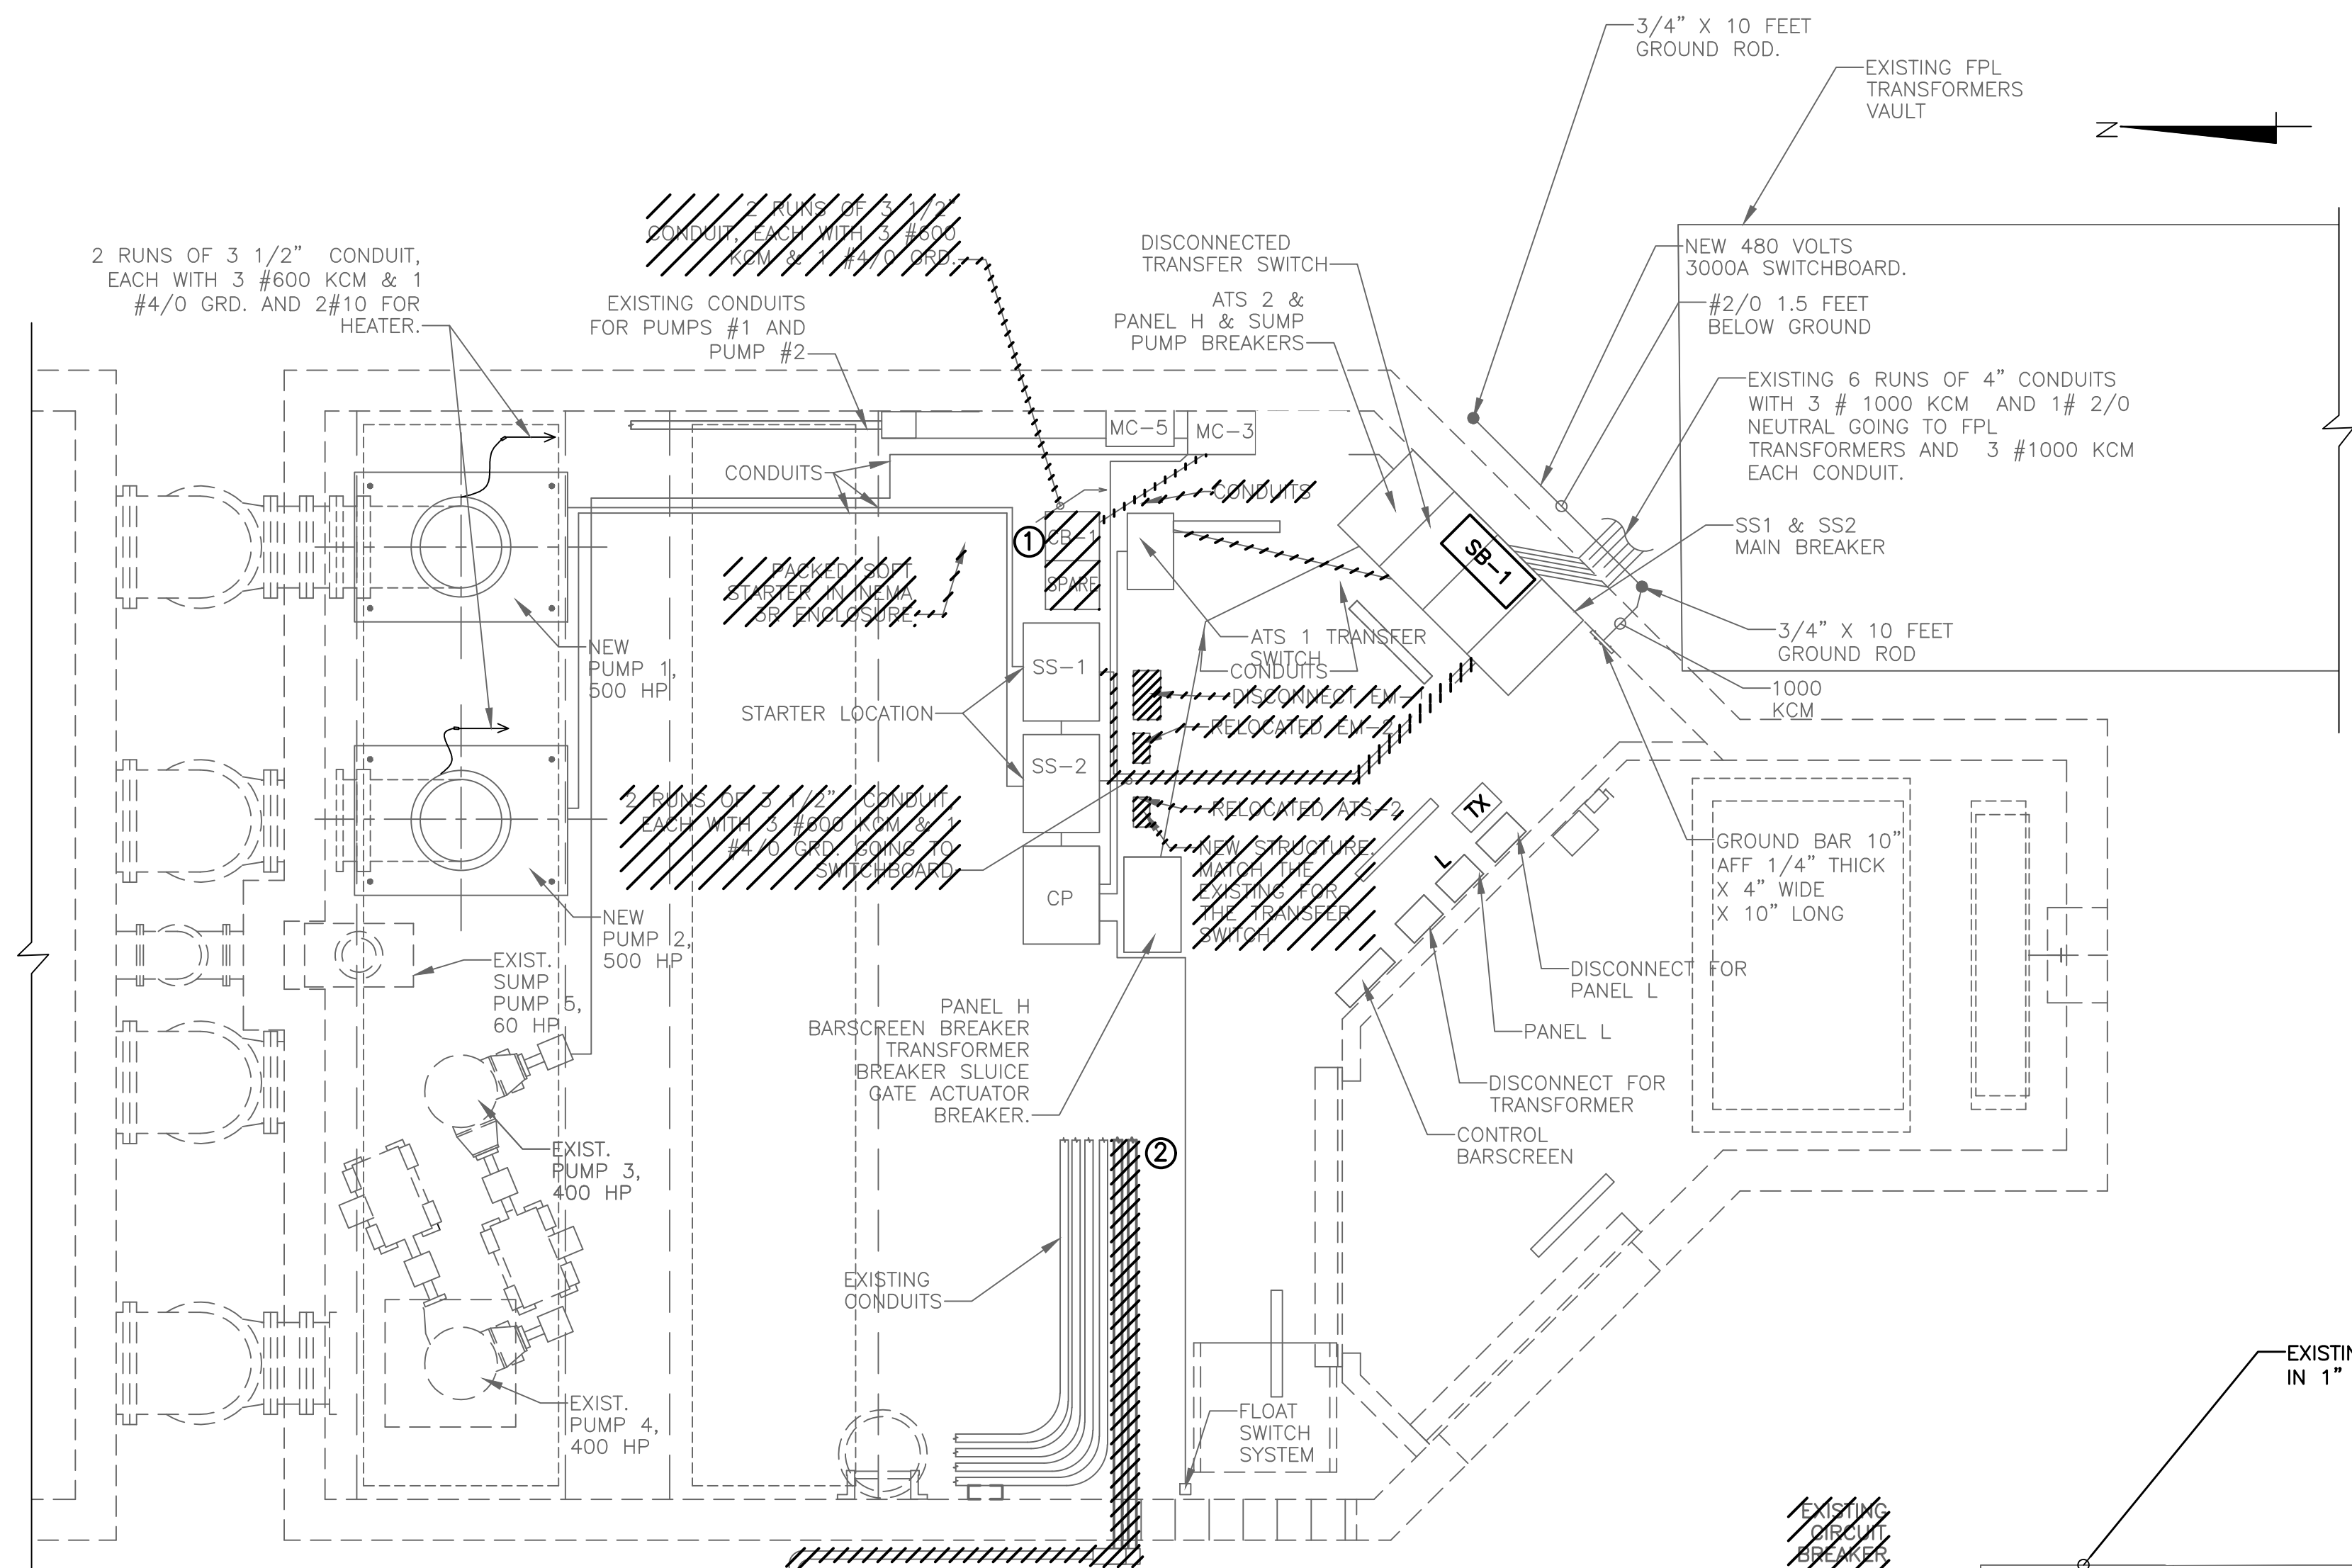 3/4" X 10 FEET
GROUND ROD.
EXISTING FPL
TRANSFORMERS
VAULT
N
2 RUNS OF 3 1/2"
CONDUIT, EACH WITH 3 #600
KCM & 1 #4/0 GRD.
2 RUNS OF 3 1/2" CONDUIT,
EACH WITH 3 #600 KCM & 1
#4/0 GRD. AND 2#10 FOR
HEATER.
EXISTING CONDUITS
FOR PUMPS #1 AND
PUMP #2
DISCONNECTED
TRANSFER SWITCH
ATS 2 &
PANEL H & SUMP
PUMP BREAKERS
NEW 480 VOLTS
3000A SWITCHBOARD.
#2/0 1.5 FEET
BELOW GROUND
EXISTING 6 RUNS OF 4" CONDUITS
WITH 3 # 1000 KCM AND 1# 2/0
NEUTRAL GOING TO FPL
TRANSFORMERS AND 3 #1000 KCM
EACH CONDUIT.
MC-5
MC-3
CONDUITS
CONDUITS
1
CB-1
SPARE
SB-1
SS1 & SS2
MAIN BREAKER
PACKED SOFT
STARTER IN NEMA
3R ENCLOSURE
NEW
PUMP 1,
500 HP
SS-1
ATS 1 TRANSFER
SWITCH
CONDUITS
3/4" X 10 FEET
GROUND ROD
DISCONNECT EM-1
RELOCATED EM-2
1000
KCM
STARTER LOCATION
SS-2
2 RUNS OF 3 1/2" CONDUIT
EACH WITH 3 #600 KCM & 1
#4/0 GRD. GOING TO
SWITCHBOARD
RELOCATED ATS-2
TX
L
NEW STRUCTURE,
MATCH THE
EXISTING FOR
THE TRANSFER
SWITCH
GROUND BAR 10"
AFF 1/4" THICK
X 4" WIDE
X 10" LONG
CP
NEW
PUMP 2,
500 HP
EXIST.
SUMP
PUMP 5,
60 HP
DISCONNECT FOR
PANEL L
PANEL L
PANEL H
BARSCREEN BREAKER
TRANSFORMER
BREAKER SLUICE
GATE ACTUATOR
BREAKER.
DISCONNECT FOR
TRANSFORMER
CONTROL
BARSCREEN
2
EXIST.
PUMP 3,
400 HP
EXISTING
CONDUITS
EXIST.
PUMP 4,
400 HP
FLOAT
SWITCH
SYSTEM
IN 1"
EXISTING
CIRCUIT
BREAKER